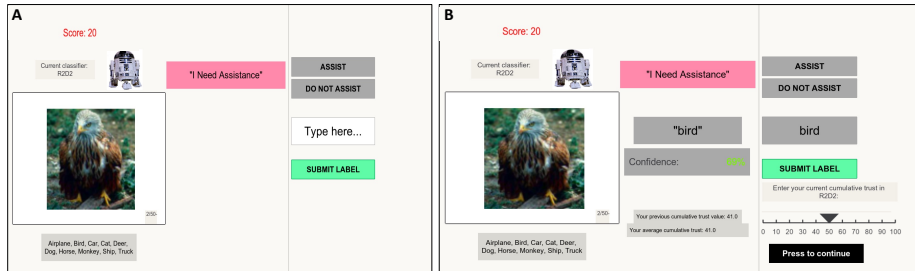 A
Score: 20
Current classifier:
R2D2
"I Need Assistance"
ASSIST
DO NOT ASSIST
Type here...
SUBMIT LABEL
2/50-
Airplane, Bird, Car, Cat, Deer,
Dog, Horse, Monkey, Ship, Truck
B
Score: 20
Current classifier:
R2D2
"I Need Assistance"
ASSIST
DO NOT ASSIST
"bird"
bird
Confidence:
SUBMIT LABEL
Enter your current cumulative trust in
R2D2:
2/50-
Your previous cumulative trust value: 41.0
Your average cumulative trust: 41.0
0 10 20 30 40 50 60 70 80 90 100
Airplane, Bird, Car, Cat, Deer,
Dog, Horse, Monkey, Ship, Truck
Press to continue